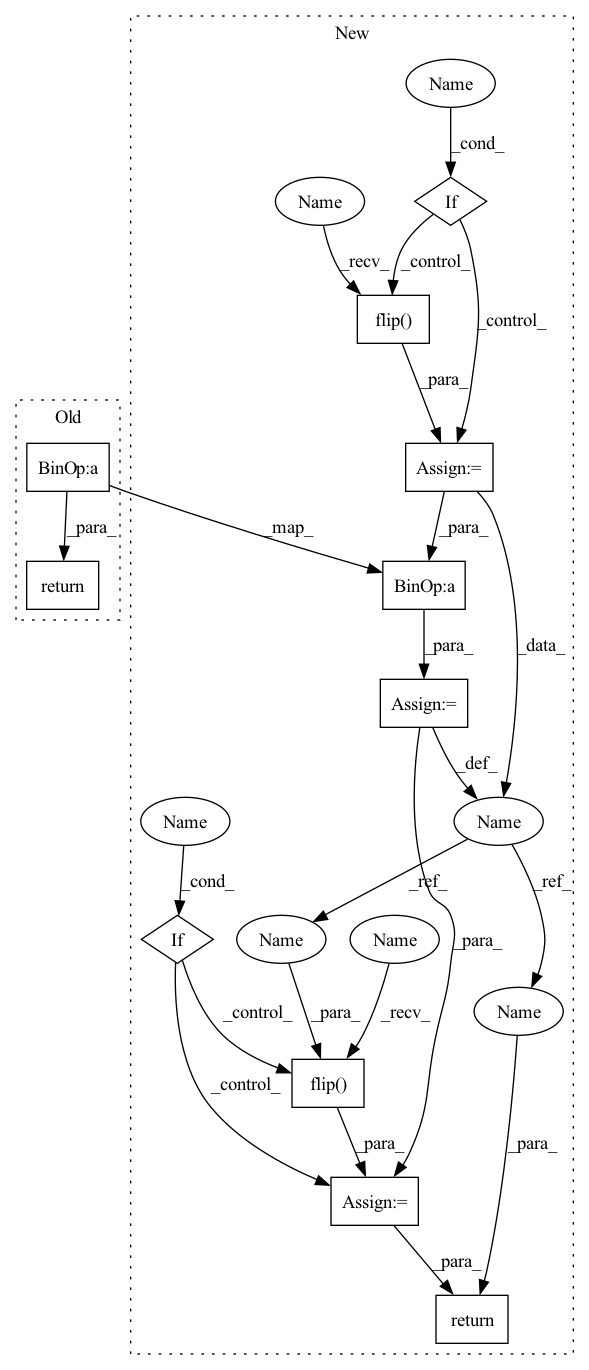 New
Name
_cond_
Name
If
_recv_
_control_
flip()
_control_
_para_
Old
BinOp:a
Assign:=
_para_
_map_
_para_
return
BinOp:a
_para_
_data_
Assign:=
_def_
Name
Name
_cond_
_ref_
_ref_
If
Name
Name
_para_
_control_
_para_
_recv_
Name
_control_
flip()
_para_
_para_
Assign:=
_para_
return